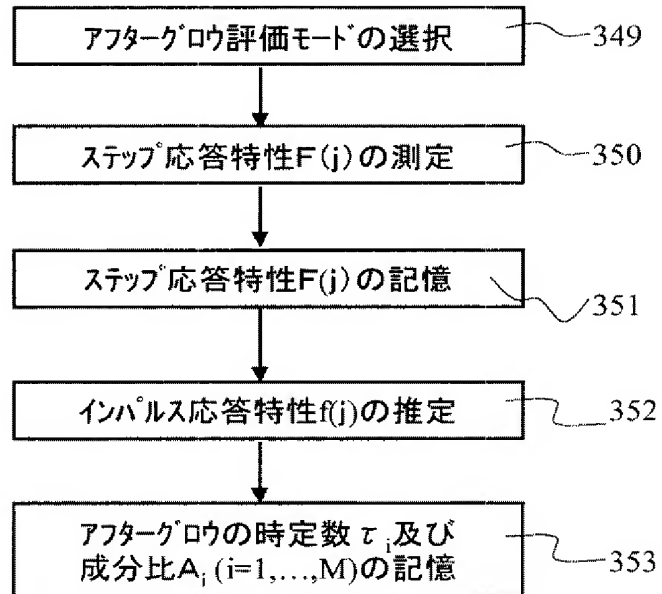 アフターグロウ評価モードの選択 349
ステップ応答特性F(j)の測定 350
ステップ応答特性F(j)の記憶 351
インパルス応答特性f(j)の推定 352
アフターグロウの時定数 τi及び
成分比Ai (i=1,...,M)の記憶 353